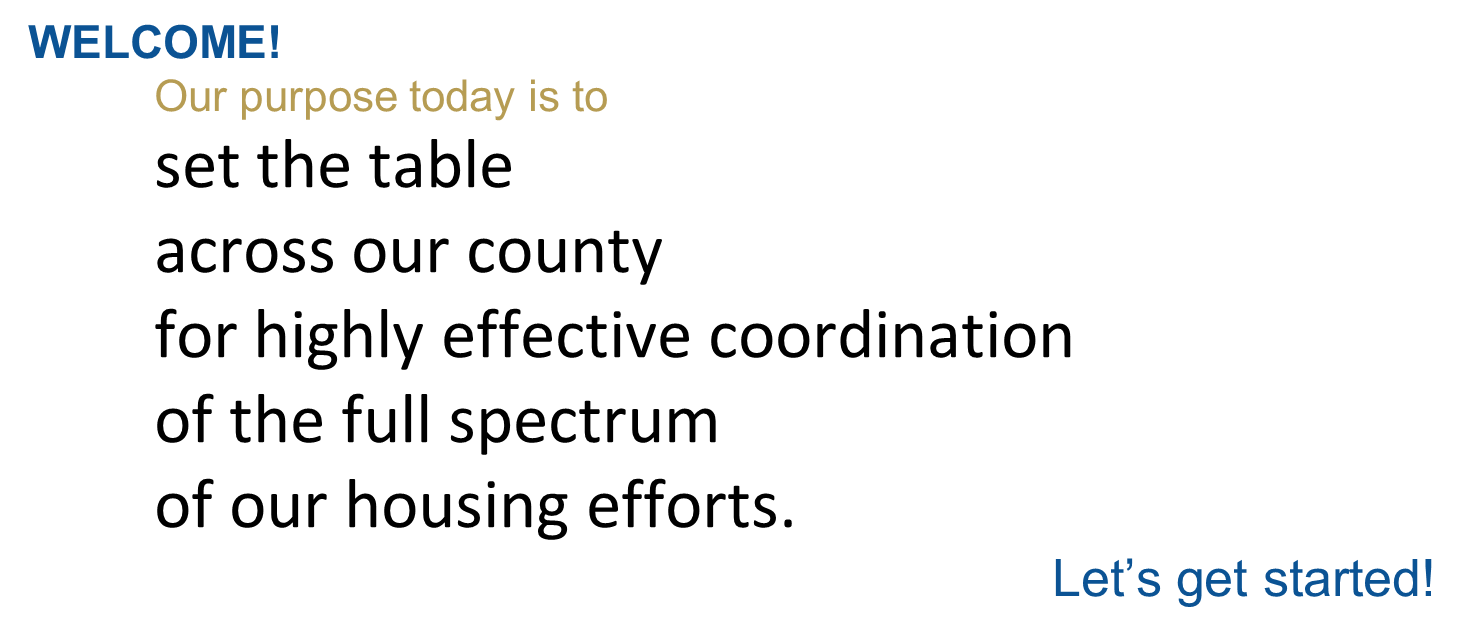 WELCOME!
Our purpose today is to
set the table
across our county
for highly effective coordination
of the full spectrum
of our housing efforts.
Let’s get started!